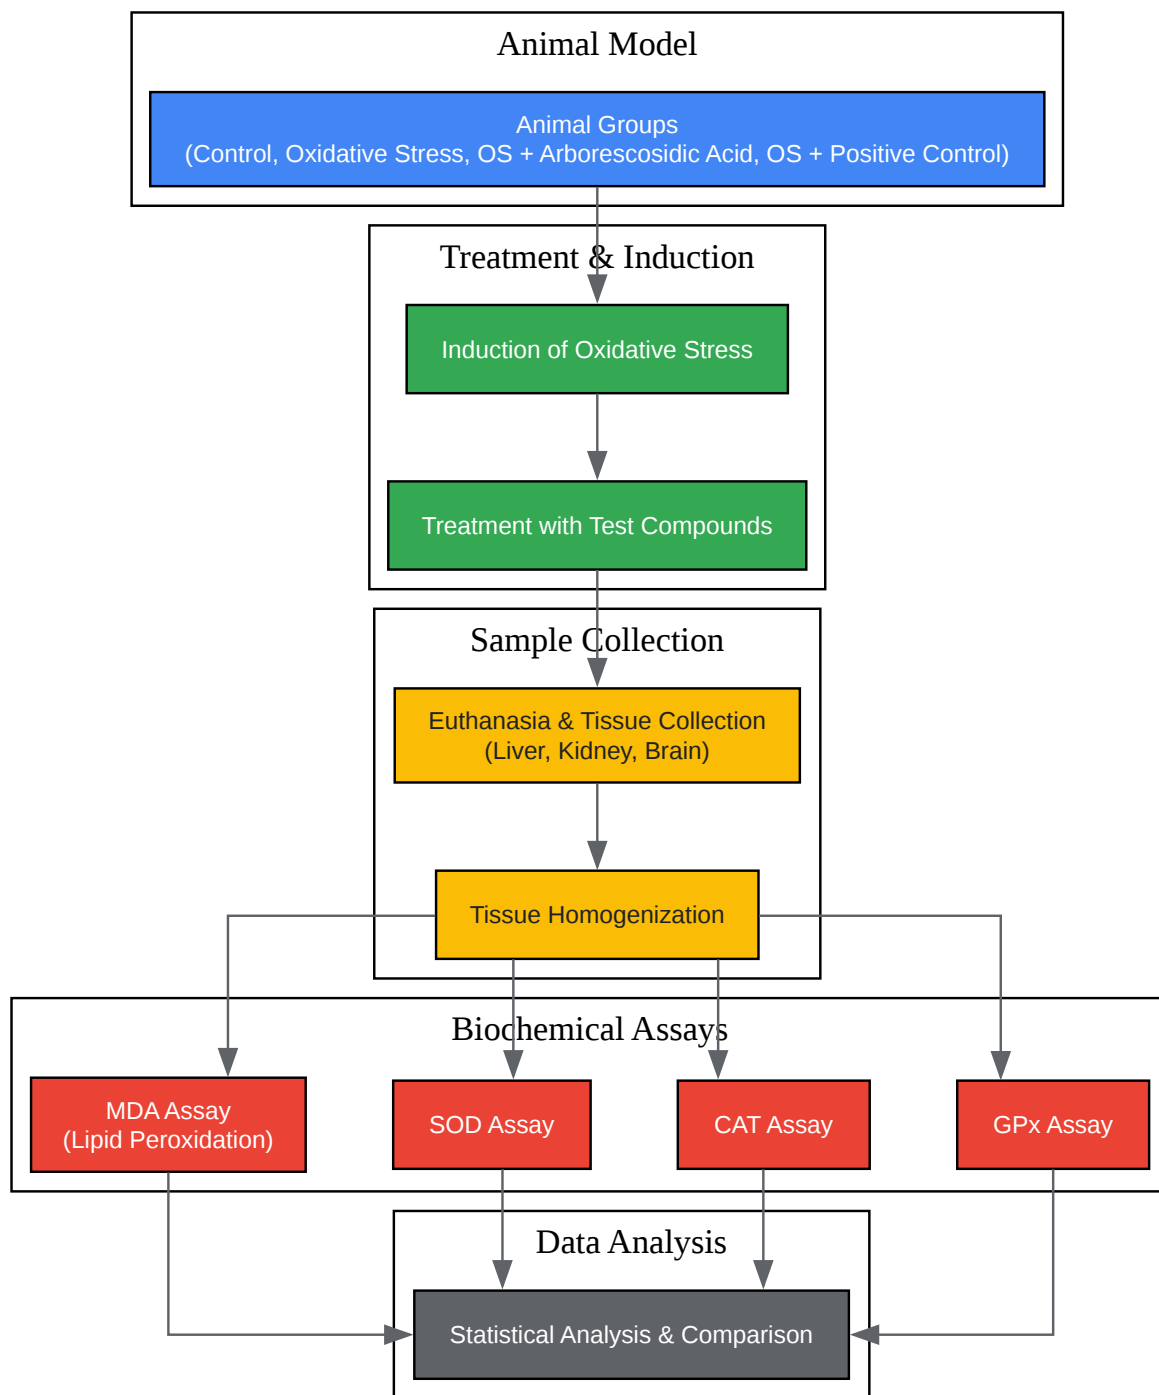 Animal Model
Animal Groups
(Control, Oxidative Stress, OS + Arborescosidic Acid, OS + Positive Control)
Treatment & Induction
Induction of Oxidative Stress
Treatment with Test Compounds
Sample Collection
Euthanasia & Tissue Collection
(Liver, Kidney, Brain)
Tissue Homogenization
Biochemical Assays
MDA Assay
(Lipid Peroxidation)
SOD Assay
CAT Assay
GPx Assay
Data Analysis
Statistical Analysis & Comparison